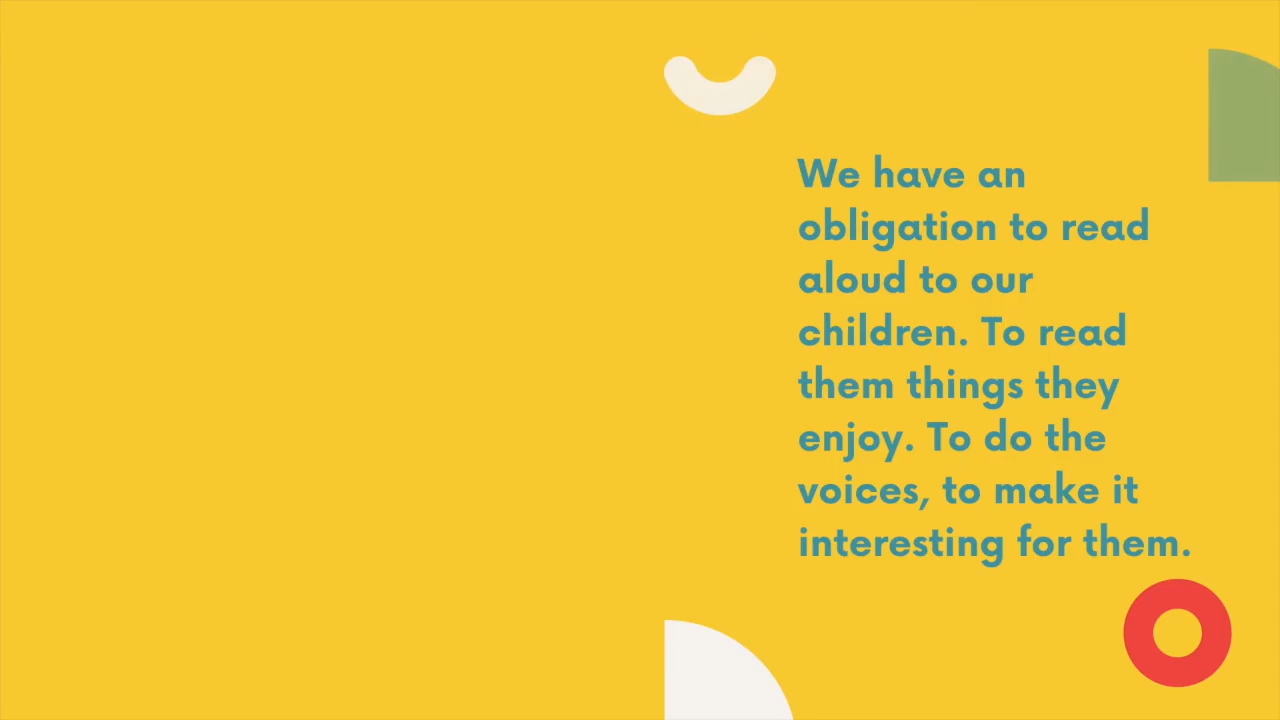 We have an
obligation to read
aloud to our
children. To read
them things they
enjoy. To do the
voices, to make it
interesting for them.